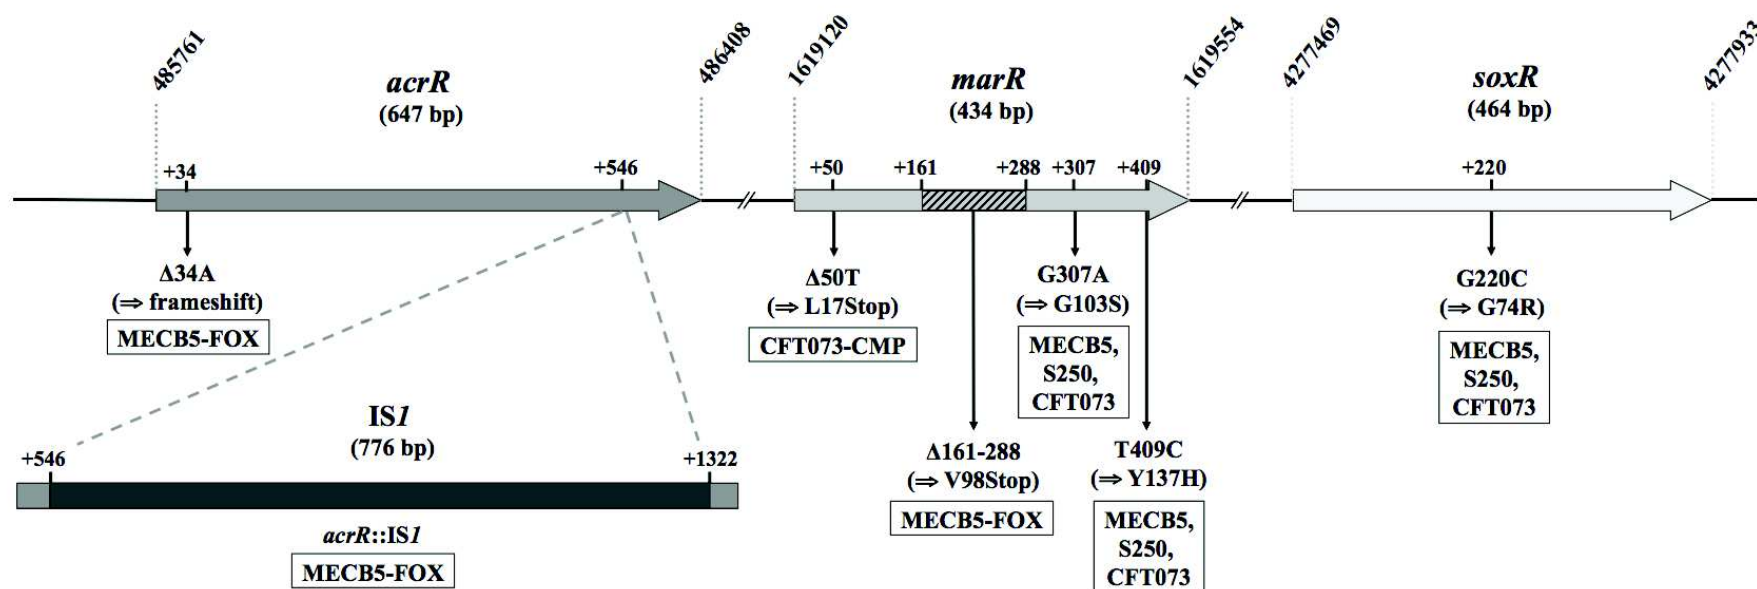 485761
486408
1619120
1619554
4277469
4277933
acrR
(647 bp)
marR
(434 bp)
soxR
(464 bp)
+34
+546
+50
+161
+288
+307
+409
+220
Δ34A
(⇒ frameshift)
MECB5-FOX
Δ50T
(⇒ L17Stop)
CFT073-CMP
G307A
(⇒ G103S)
MECB5,
S250,
CFT073
G220C
(⇒ G74R)
MECB5,
S250,
CFT073
Δ161-288
(⇒ V98Stop)
MECB5-FOX
T409C
(⇒ Y137H)
MECB5,
S250,
CFT073
IS1
(776 bp)
+546
+1322
acrR::IS1
MECB5-FOX